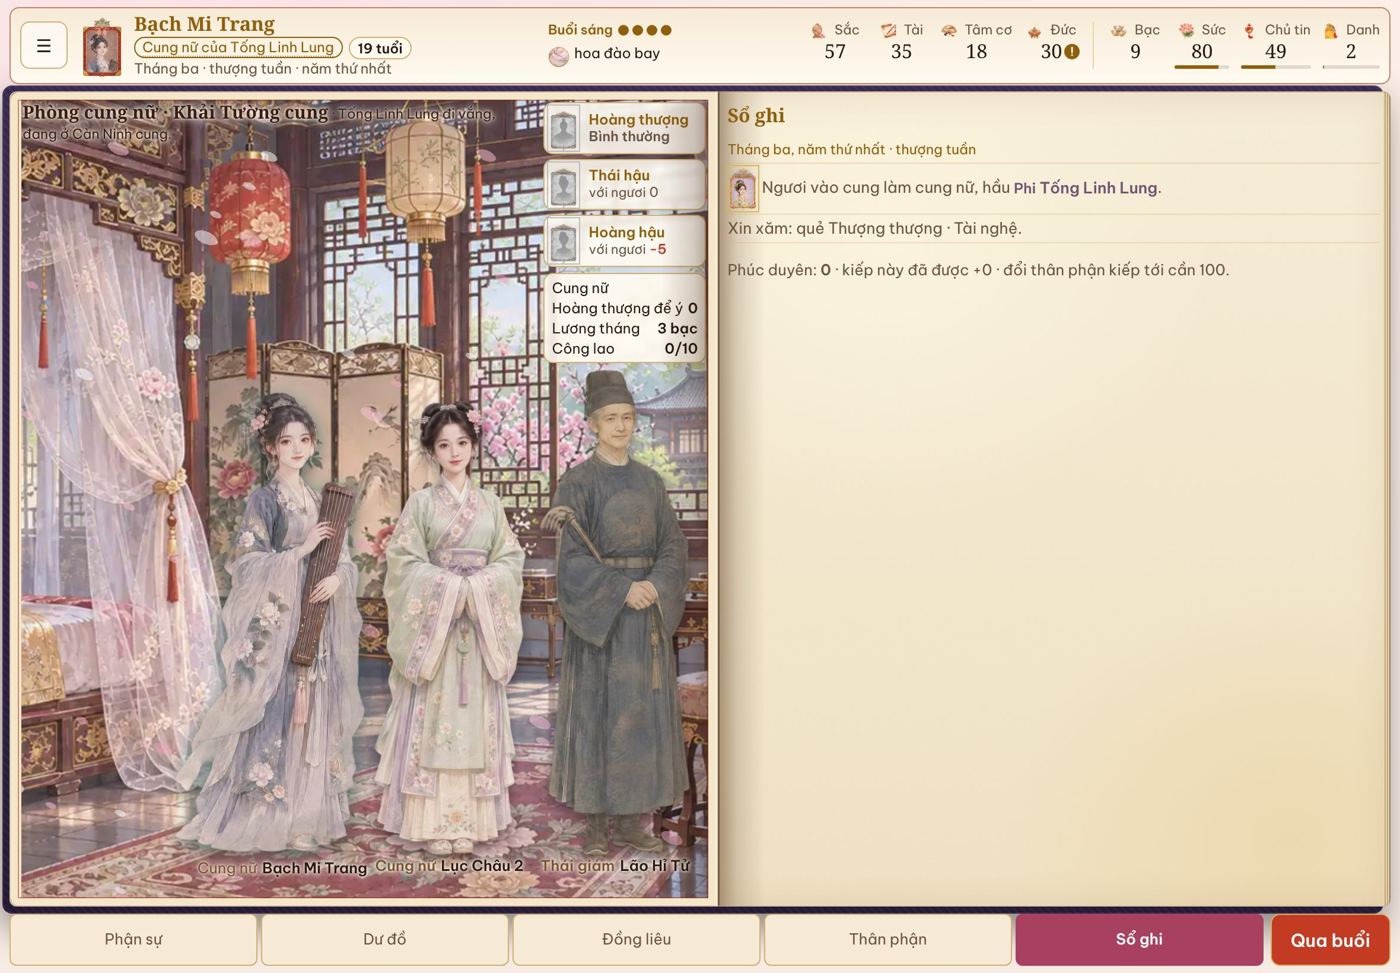 ☰
Bạch Mi Trang
Cung nữ của Tống Linh Lung 19 tuổi
Tháng ba · thượng tuần · năm thứ nhất
Buổi sáng
hoa đào bay
Sắc Tài Tâm cơ Đức Bạc Sức Chủ tin Danh
57 35 18 30 ! 9 80 49 2
Phòng cung nữ · Khải Tường cung Tống Linh Lung đi vắng,
đang ở Càn Ninh cung.
Hoàng thượng
Bình thường
Thái hậu
với ngươi 0
Hoàng hậu
với ngươi -5
Cung nữ
Hoàng thượng để ý 0
Lương tháng 3 bạc
Công lao 0/10
Cung nữ Bạch Mi Trang
Cung nữ Lục Châu 2
Thái giám Lão Hỉ Tử
Sổ ghi
Tháng ba, năm thứ nhất · thượng tuần
Ngươi vào cung làm cung nữ, hầu Phi Tống Linh Lung.
Xin xăm: quẻ Thượng thượng · Tài nghệ.
Phúc duyên: 0 · kiếp này đã được +0 · đổi thân phận kiếp tới cần 100.
Phận sự
Dư đồ
Đồng liêu
Thân phận
Sổ ghi
Qua buổi